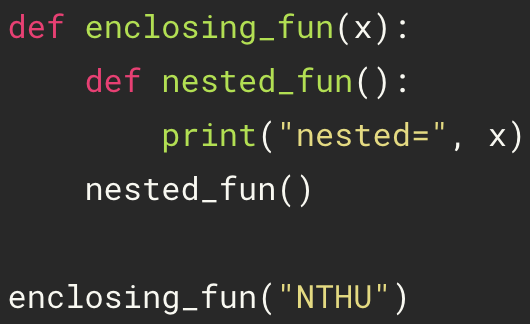 def enclosing_fun(x):
    def nested_fun():
        print("nested=", x)
    nested_fun()

enclosing_fun("NTHU")